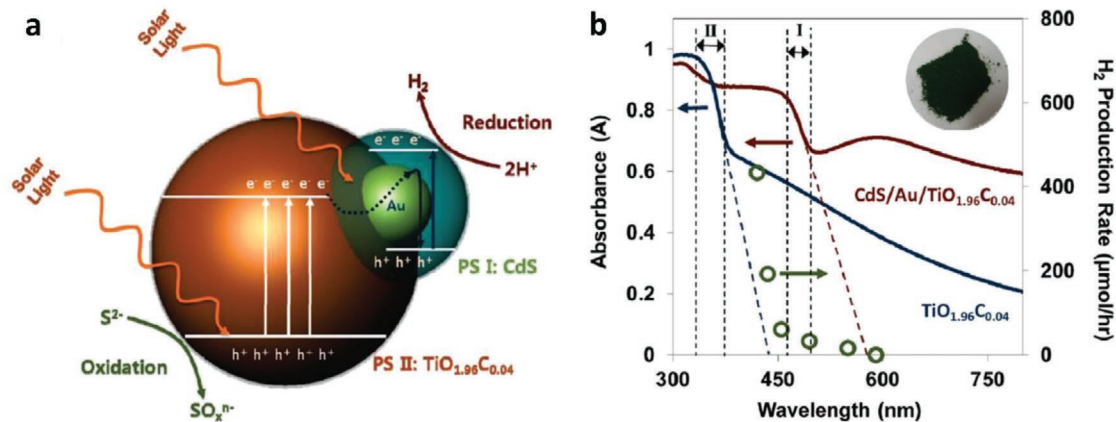 a
Solar
Light
Solar
Light
H₂
Reduction
2H⁺
e⁻ e⁻ e⁻
e⁻ e⁻ e⁻ e⁻
Au
h⁺ h⁺ h⁺
PS I: CdS
S²⁻
h⁺ h⁺ h⁺ h⁺ h⁺
Oxidation
PS II: TiO₁.₉₆C₀.₀₄
SOₓⁿ⁻
b
II
I
1
0.8
0.6
0.4
0.2
0
Absorbance (A)
800
600
400
200
0
H₂ Production Rate (μmol/hr)
CdS/Au/TiO₁.₉₆C₀.₀₄
TiO₁.₉₆C₀.₀₄
300
450
600
750
Wavelength (nm)